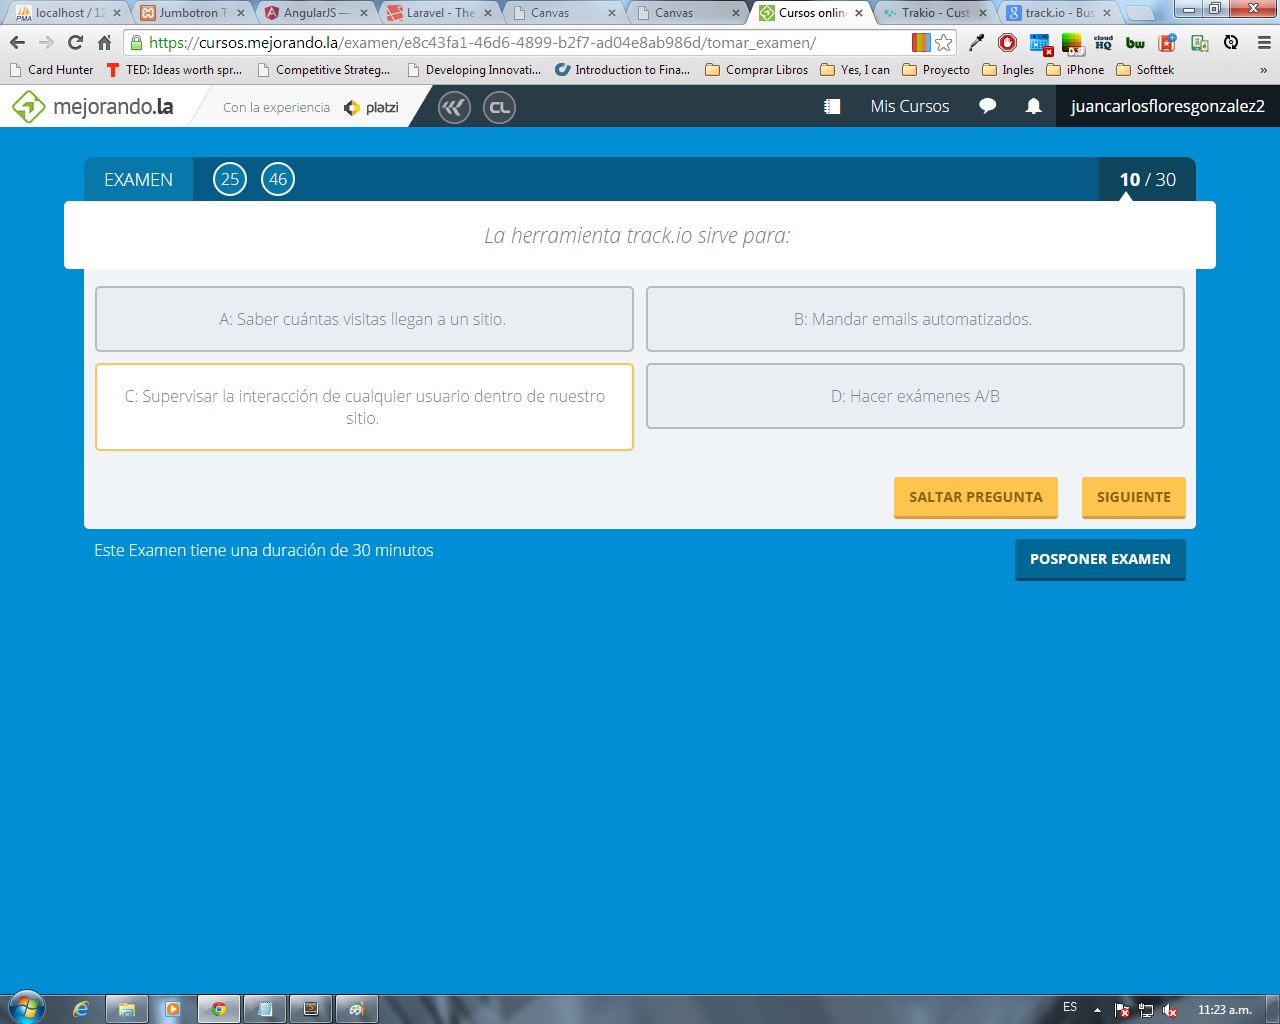 localhost / 12
Jumbotron T
AngularJS —
Laravel - The
Canvas
Canvas
Cursos online
Trakio - Cust
track.io - Bus
https://cursos.mejorando.la/examen/e8c43fa1-46d6-4899-b2f7-ad04e8ab986d/tomar_examen/
cloud HQ
bw
Card Hunter
TED: Ideas worth spr...
Competitive Strateg...
Developing Innovati...
Introduction to Fina...
Comprar Libros
Yes, I can
Proyecto
Ingles
iPhone
Softtek
»
mejorando.la
Con la experiencia
platzi
CL
Mis Cursos
juancarlosfloresgonzalez2
EXAMEN
25
46
10 / 30
La herramienta track.io sirve para:
A: Saber cuántas visitas llegan a un sitio.
B: Mandar emails automatizados.
C: Supervisar la interacción de cualquier usuario dentro de nuestro
sitio.
D: Hacer exámenes A/B
SALTAR PREGUNTA
SIGUIENTE
Este Examen tiene una duración de 30 minutos
POSPONER EXAMEN
ES
11:23 a.m.